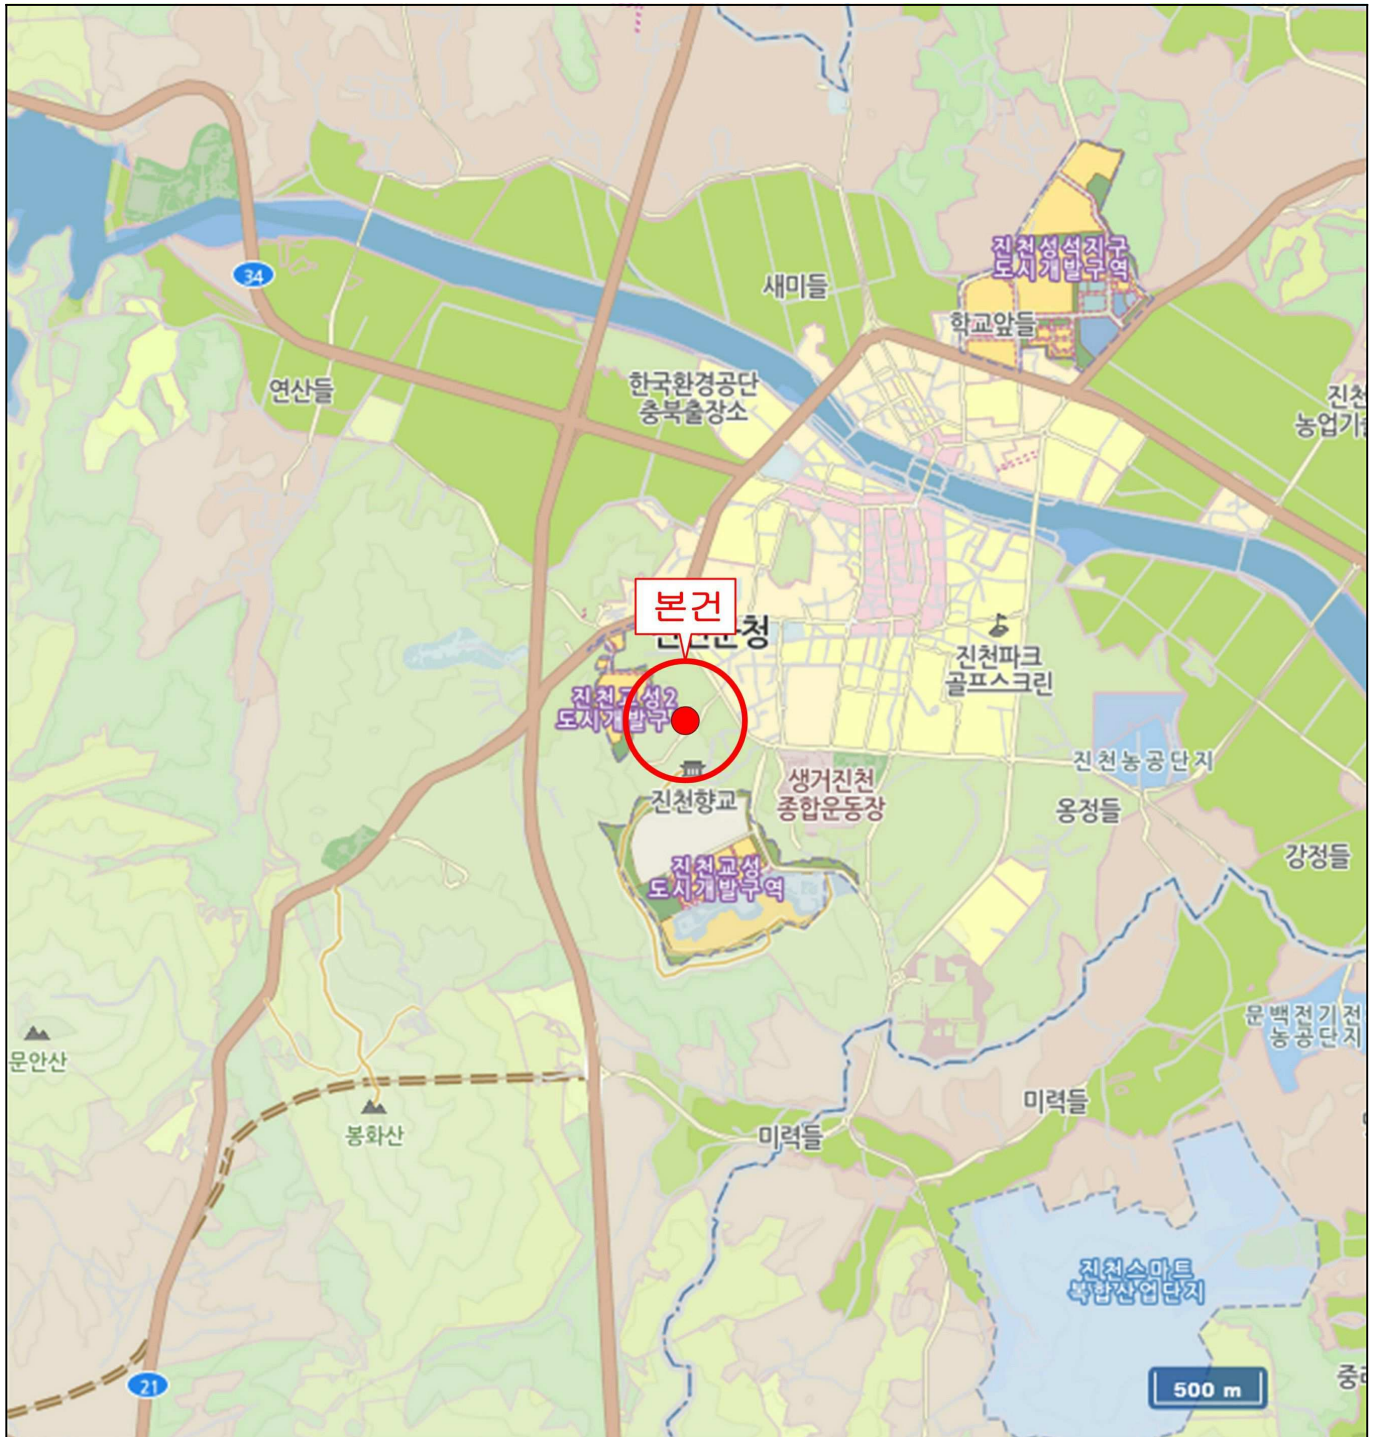 진천성석지구
도시개발구역
34
새미들
학교앞들
연산들
한국환경공단
충북출장소
진천
농업기
본건
군청
진천파크
골프스크린
진천교성2
도시개발구
진천농공단지
생거진천
종합운동장
진천향교
옹정들
강정들
진천교성
도시개발구역
문백전기전
농공단지
문안산
미력들
봉화산
미력들
진천스마트
복합산업단지
21
500 m
중